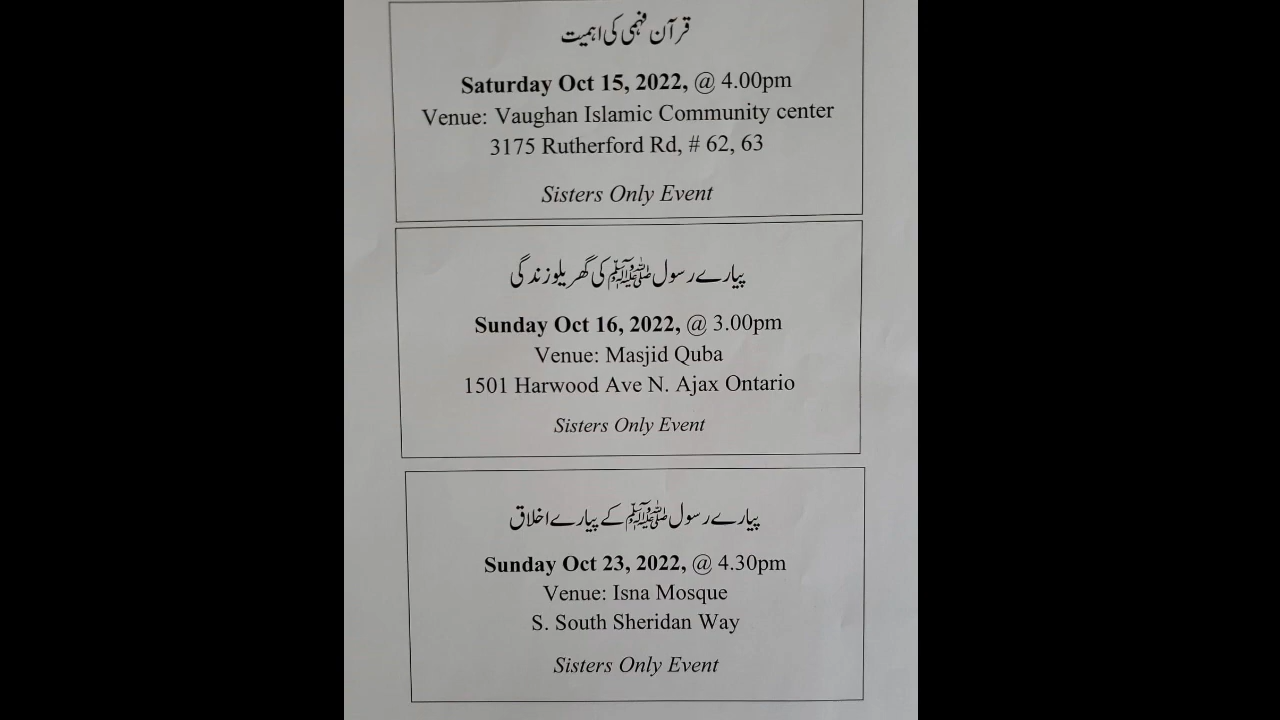 قرآن فہمی کی اہمیت
Saturday Oct 15, 2022, @ 4.00pm
Venue: Vaughan Islamic Community center
3175 Rutherford Rd, # 62, 63
Sisters Only Event
پیارے رسول ﷺ کی گھریلو زندگی
Sunday Oct 16, 2022, @ 3.00pm
Venue: Masjid Quba
1501 Harwood Ave N. Ajax Ontario
Sisters Only Event
پیارے رسول ﷺ کے پیارے اخلاق
Sunday Oct 23, 2022, @ 4.30pm
Venue: Isna Mosque
S. South Sheridan Way
Sisters Only Event